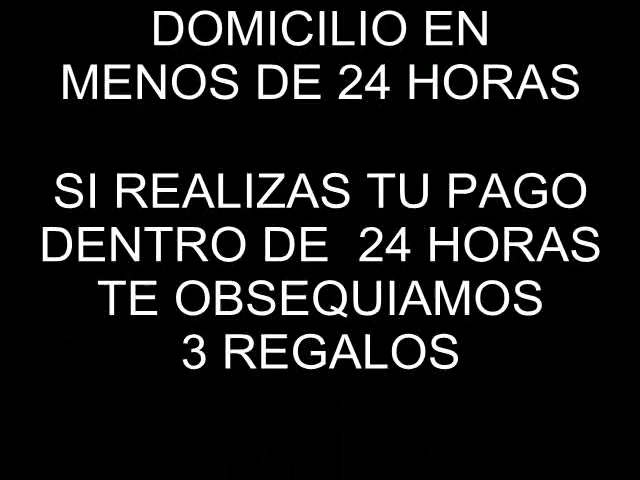 DOMICILIO EN
MENOS DE 24 HORAS
SI REALIZAS TU PAGO
DENTRO DE  24 HORAS
TE OBSEQUIAMOS
3 REGALOS